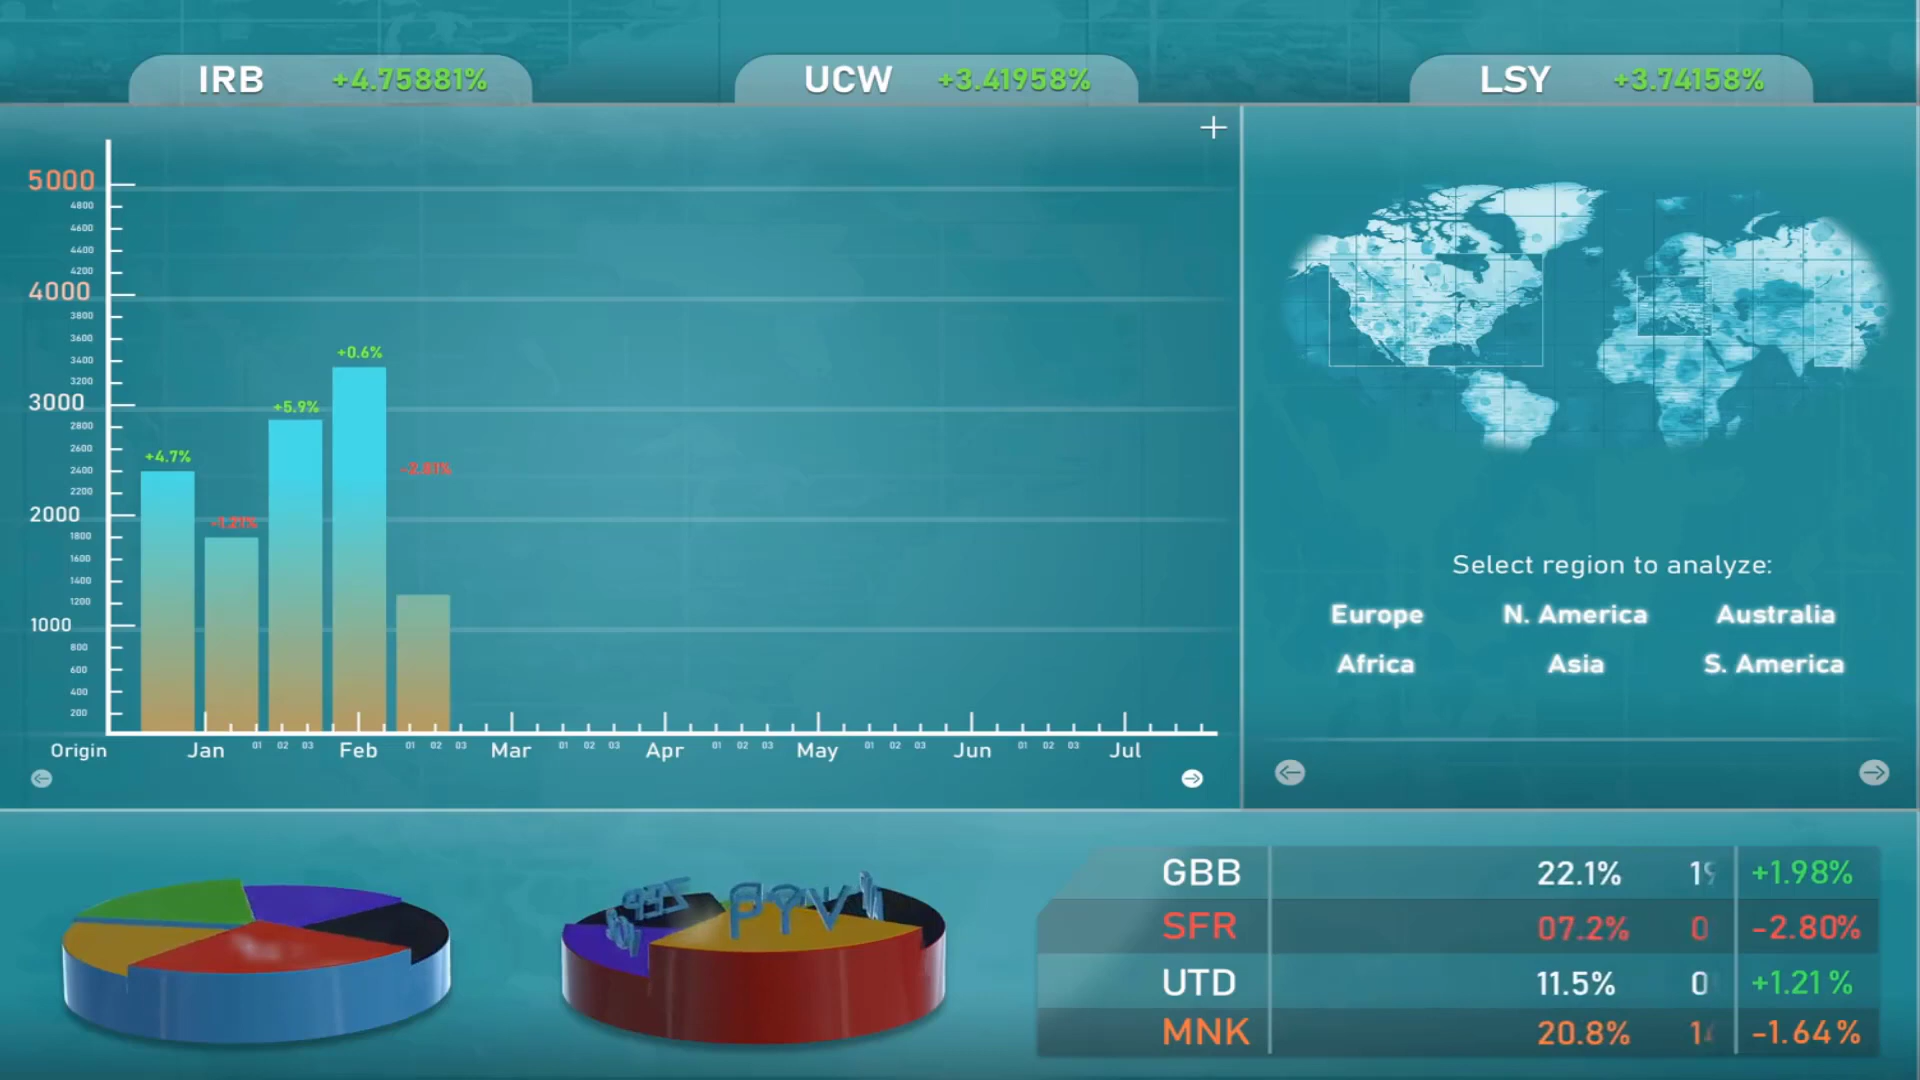 IRB +4.75881%
UCW +3.41958%
LSY +3.74158%
5000
4800
4600
4400
4200
4000
3800
3600
3400
3200
3000
2800
2600
2400
2200
2000
1800
1600
1400
1200
1000
800
600
400
200
+4.7%
+5.9%
+0.6%
Origin Jan 01 02 03 Feb 01 02 03 Mar 01 02 03 Apr 01 02 03 May 01 02 03 Jun 01 02 03 Jul
Select region to analyze:
Europe N. America Australia
Africa Asia S. America
GBB 22.1% +1.98%
SFR 07.2% 0 -2.80%
UTD 11.5% 0 +1.21%
MNK 20.8% -1.64%